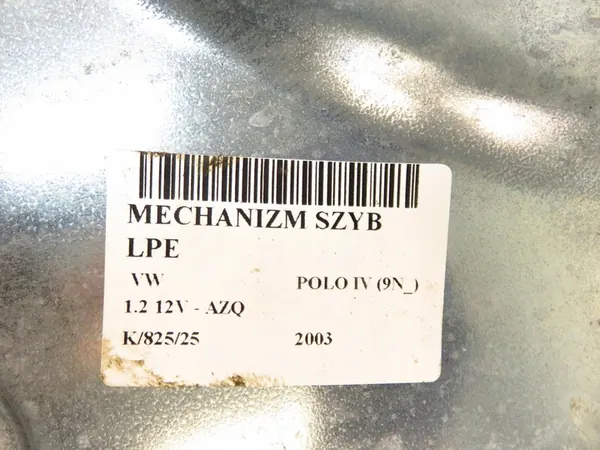 MECHANIZM SZYB
LPE
VW POLO IV (9N_)
1.2 12V - AZQ
K/825/25 2003